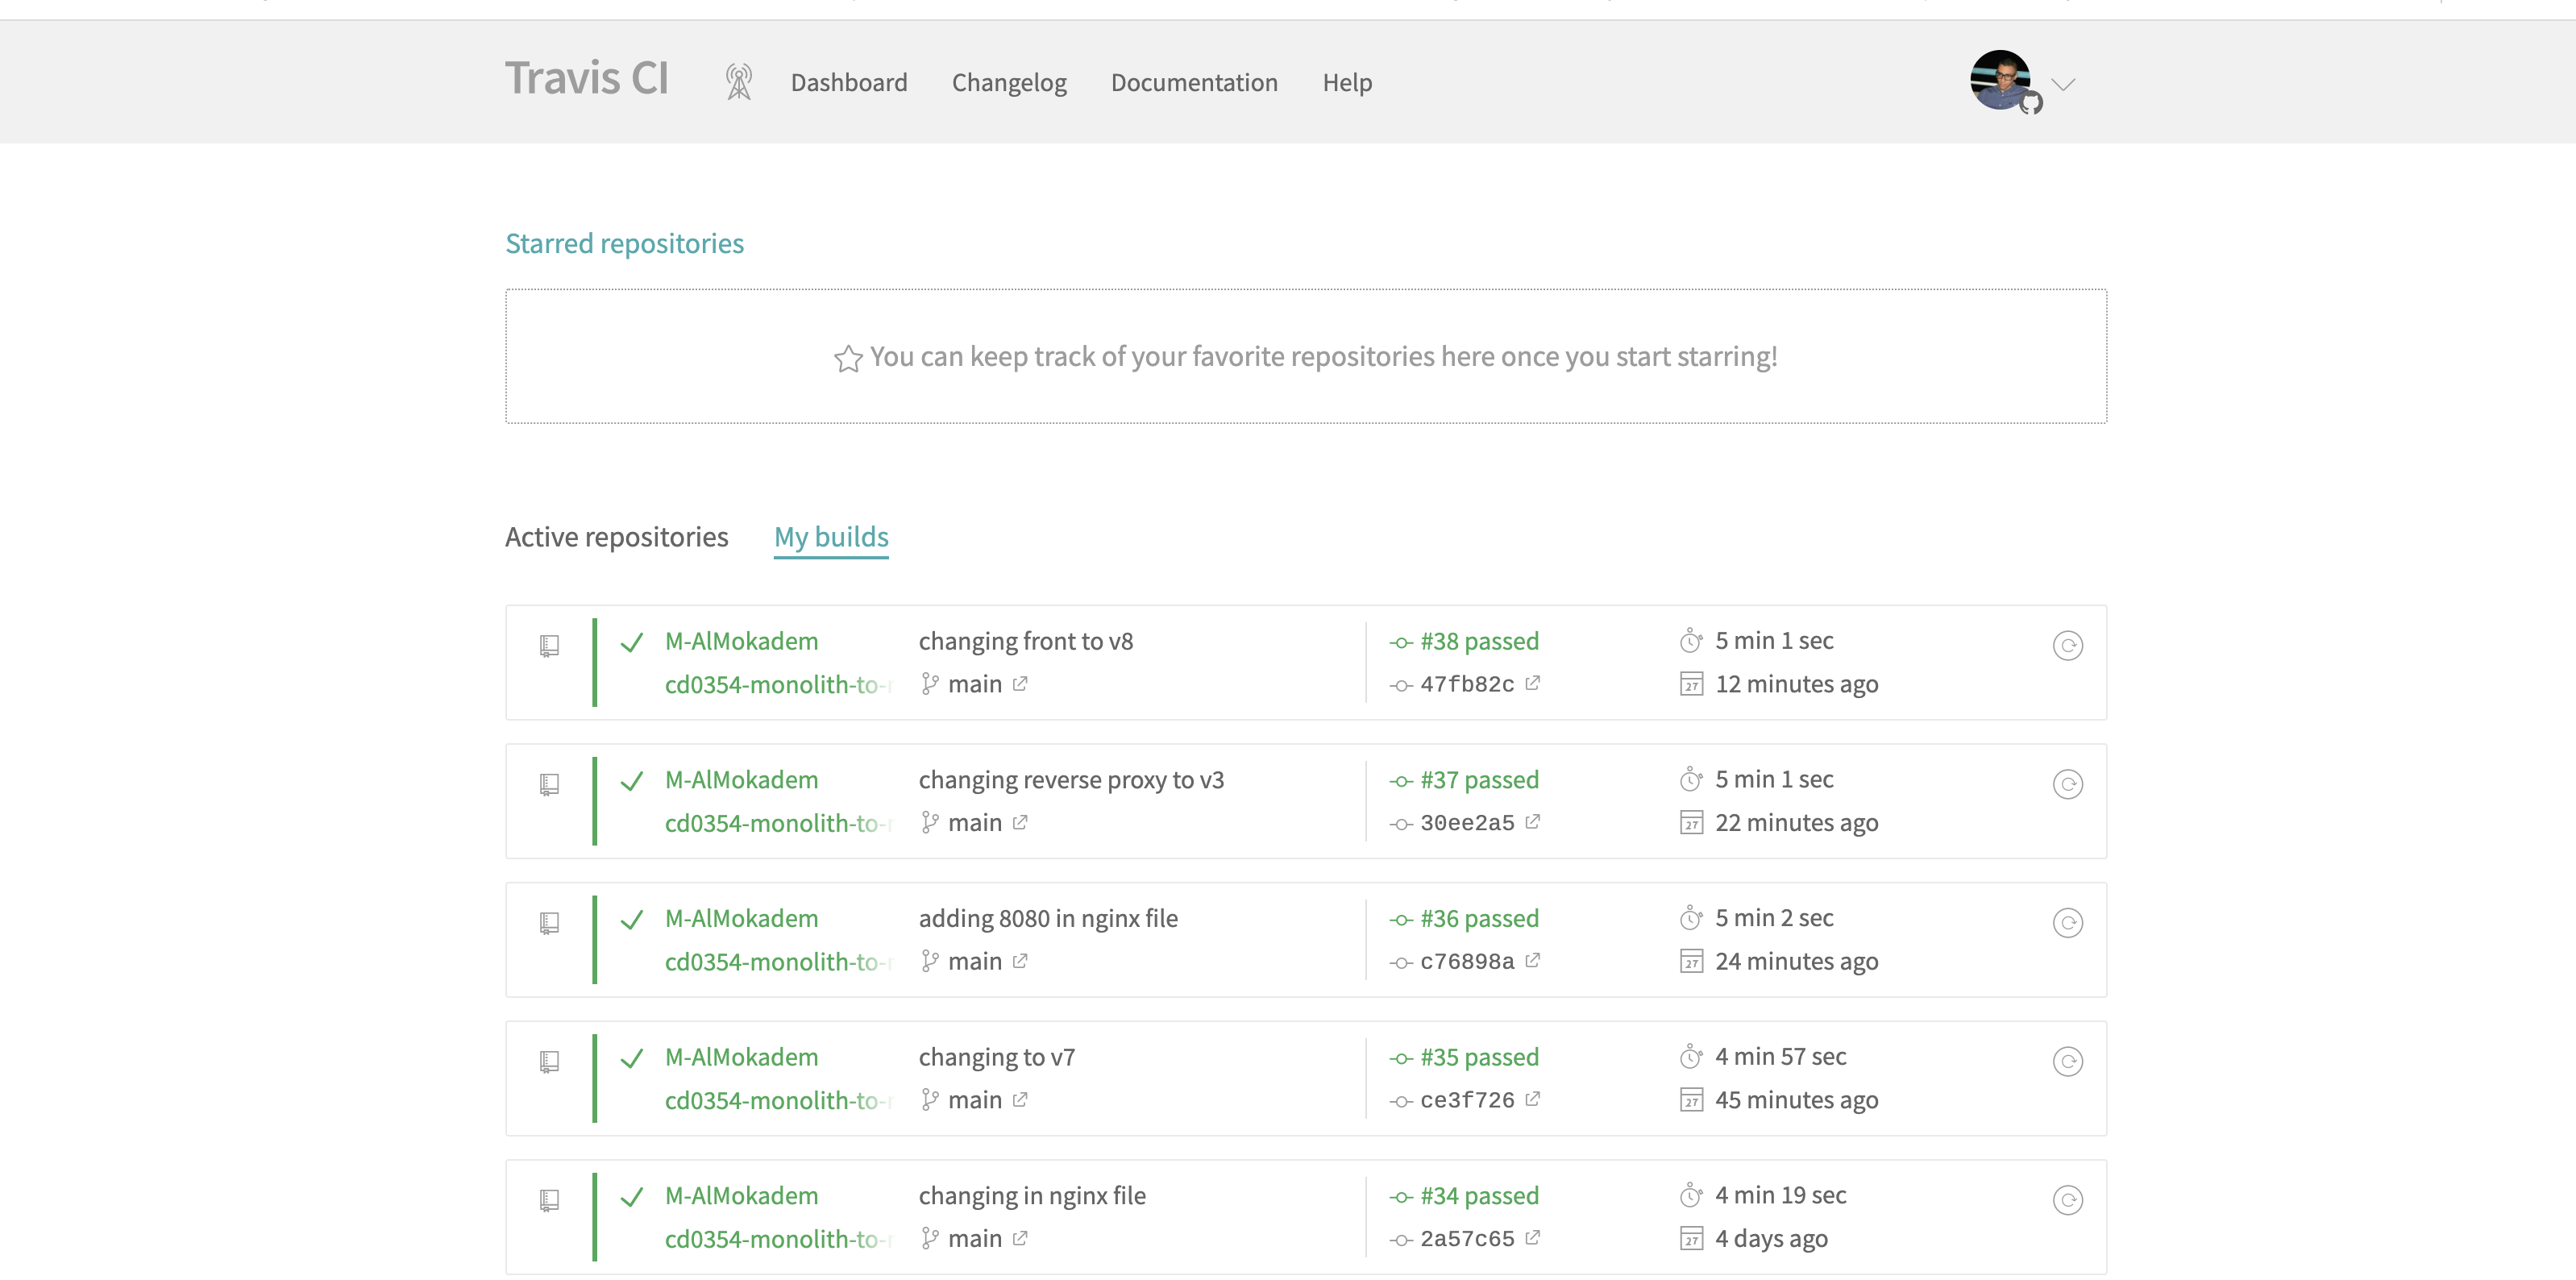 Travis CI Dashboard Changelog Documentation Help
Starred repositories
You can keep track of your favorite repositories here once you start starring!
Active repositories My builds
M-AlMokadem changing front to v8 #38 passed 5 min 1 sec
cd0354-monolith-to- main 47fb82c 27 12 minutes ago
M-AlMokadem changing reverse proxy to v3 #37 passed 5 min 1 sec
cd0354-monolith-to- main 30ee2a5 27 22 minutes ago
M-AlMokadem adding 8080 in nginx file #36 passed 5 min 2 sec
cd0354-monolith-to- main c76898a 27 24 minutes ago
M-AlMokadem changing to v7 #35 passed 4 min 57 sec
cd0354-monolith-to- main ce3f726 27 45 minutes ago
M-AlMokadem changing in nginx file #34 passed 4 min 19 sec
cd0354-monolith-to- main 2a57c65 27 4 days ago